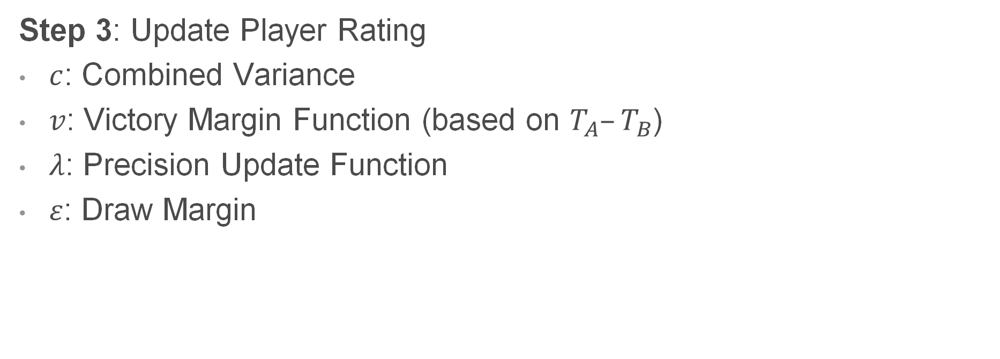 Step 3: Update Player Rating
• c: Combined Variance
• v: Victory Margin Function (based on T_A– T_B)
• λ: Precision Update Function
• ε: Draw Margin